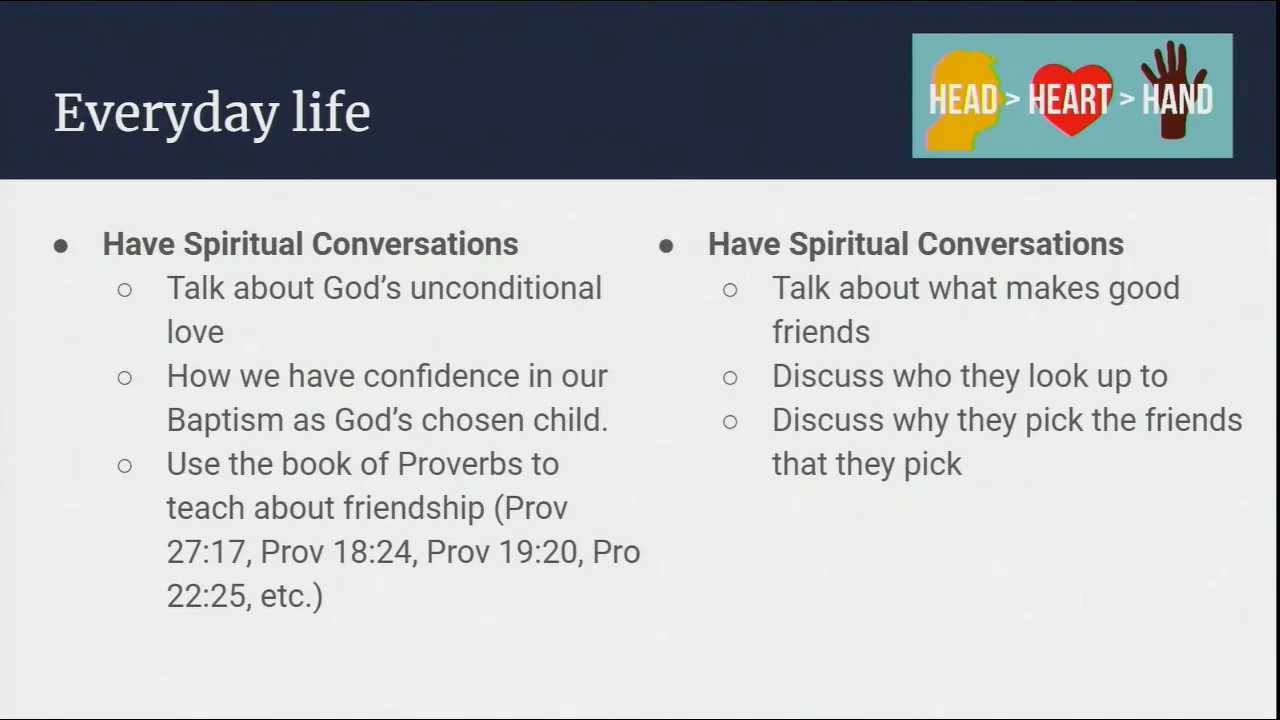 Everyday life
HEAD > HEART > HAND
● Have Spiritual Conversations
○ Talk about God's unconditional
love
○ How we have confidence in our
Baptism as God's chosen child.
○ Use the book of Proverbs to
teach about friendship (Prov
27:17, Prov 18:24, Prov 19:20, Pro
22:25, etc.)
● Have Spiritual Conversations
○ Talk about what makes good
friends
○ Discuss who they look up to
○ Discuss why they pick the friends
that they pick